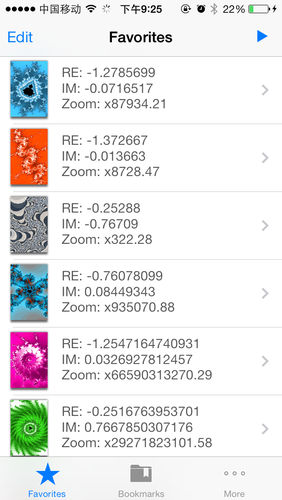 中国移动 下午9:25 22%
Edit Favorites
RE: -1.2785699
IM: -0.0716517
Zoom: x87934.21
RE: -1.372667
IM: -0.013663
Zoom: x8728.47
RE: -0.25288
IM: -0.76709
Zoom: x322.28
RE: -0.76078099
IM: 0.08449343
Zoom: x935070.88
RE: -1.2547164740931
IM: 0.0326927812457
Zoom: x66590313270.29
RE: -0.2516763953701
IM: 0.7667850307176
Zoom: x29271823101.58
Favorites Bookmarks More